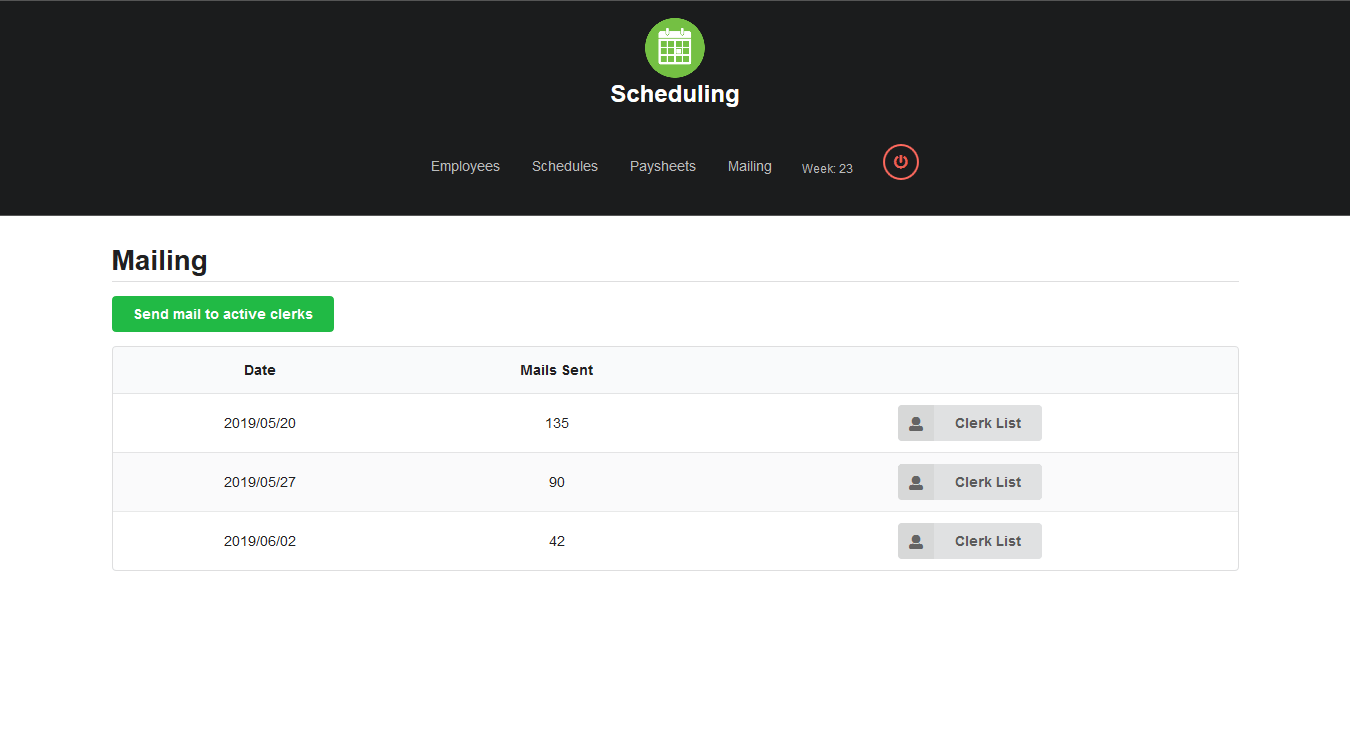 Scheduling
Employees Schedules Paysheets Mailing Week: 23
Mailing
Send mail to active clerks
Date Mails Sent
2019/05/20 135 Clerk List
2019/05/27 90 Clerk List
2019/06/02 42 Clerk List